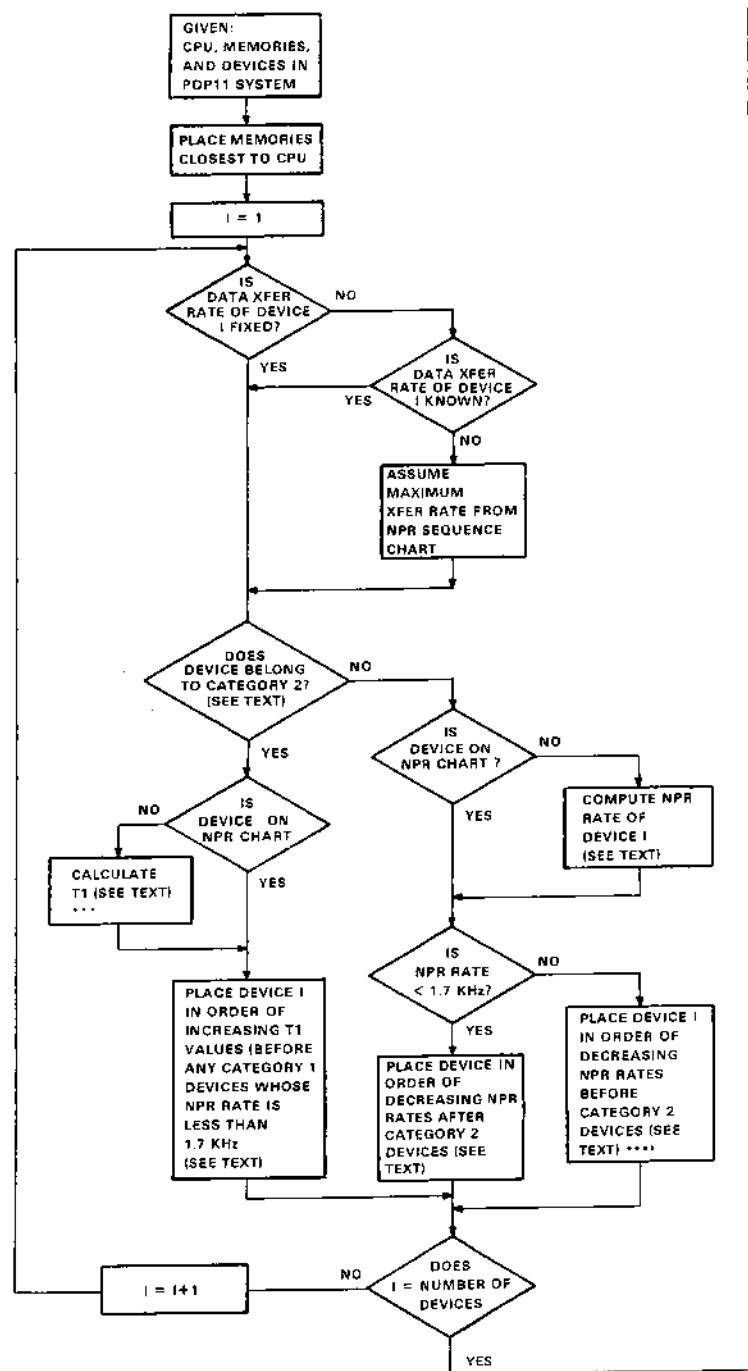 GIVEN:
CPU, MEMORIES,
AND DEVICES IN
PDP11 SYSTEM
PLACE MEMORIES
CLOSEST TO CPU
I = 1
IS
DATA XFER
RATE OF DEVICE
I FIXED?
NO
YES
IS
DATA XFER
RATE OF DEVICE
I KNOWN?
YES
NO
ASSUME
MAXIMUM
XFER RATE FROM
NPR SEQUENCE
CHART
DOES
DEVICE BELONG
TO CATEGORY 2?
(SEE TEXT)
NO
YES
IS
DEVICE ON
NPR CHART ?
NO
YES
COMPUTE NPR
RATE OF
DEVICE I
(SEE TEXT)
IS
DEVICE ON
NPR CHART
NO
YES
CALCULATE
T1 (SEE TEXT)
***
IS
NPR RATE
< 1.7 KHz?
NO
YES
PLACE DEVICE I
IN ORDER OF
INCREASING T1
VALUES (BEFORE
ANY CATEGORY 1
DEVICES WHOSE
NPR RATE IS
LESS THAN
1.7 KHz
(SEE TEXT)
PLACE DEVICE IN
ORDER OF
DECREASING NPR
RATES AFTER
CATEGORY 2
DEVICES (SEE
TEXT)
PLACE DEVICE I
IN ORDER OF
DECREASING
NPR RATES
BEFORE
CATEGORY 2
DEVICES (SEE
TEXT) ****
DOES
I = NUMBER OF
DEVICES
NO
YES
I = I+1